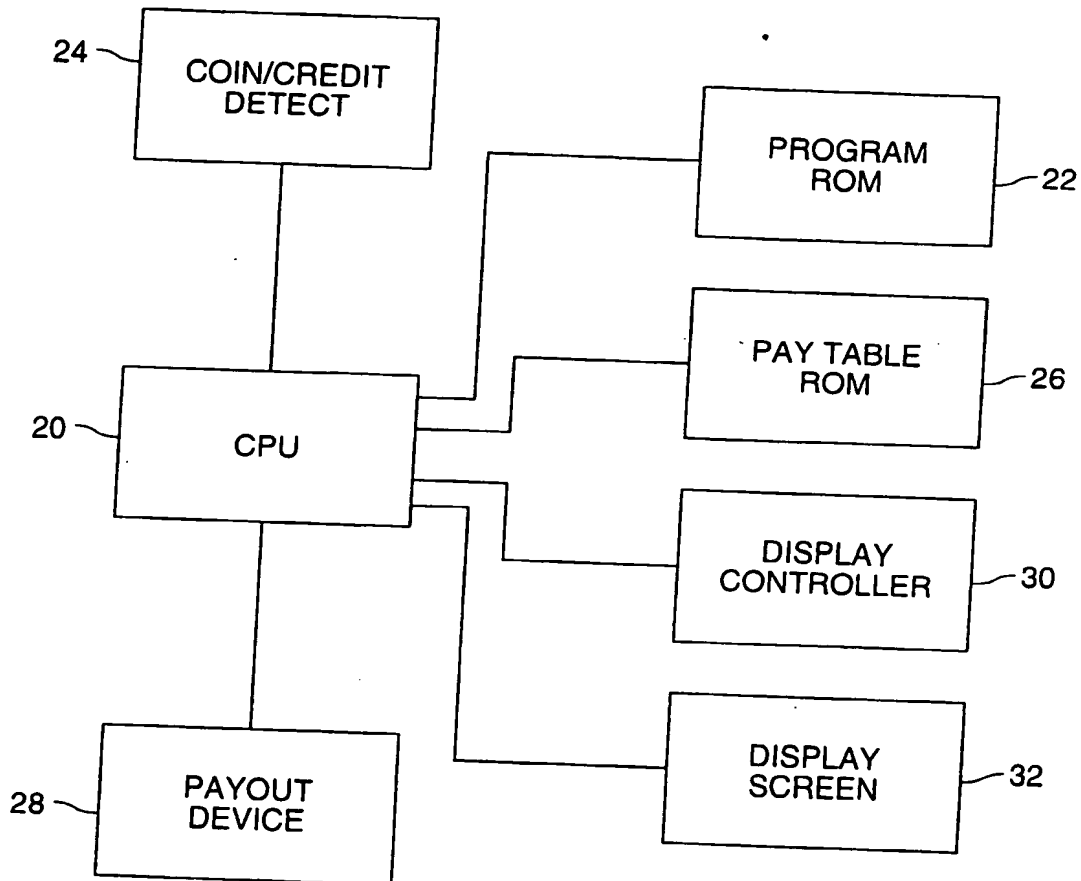 24
COIN/CREDIT
DETECT
PROGRAM
ROM
22
PAY TABLE
ROM
26
20
CPU
DISPLAY
CONTROLLER
30
28
PAYOUT
DEVICE
DISPLAY
SCREEN
32